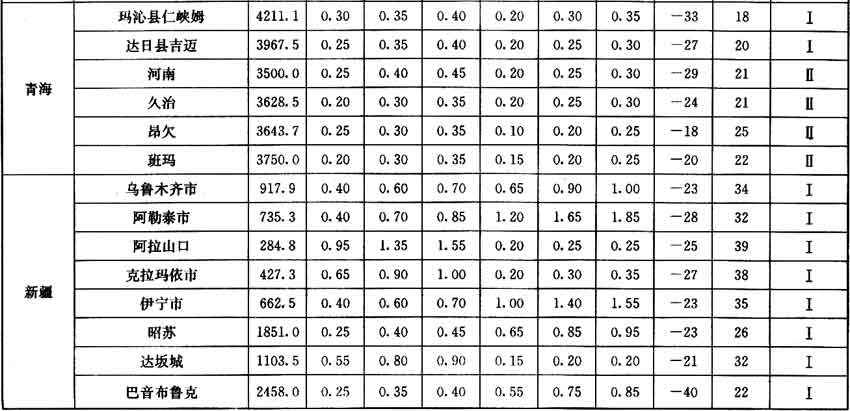 青海
玛沁县仁峡姆 4211.1 0.30 0.35 0.40 0.20 0.30 0.35 -33 18 Ⅰ
达日县吉迈 3967.5 0.25 0.35 0.40 0.20 0.25 0.30 -27 20 Ⅰ
河南 3500.0 0.25 0.40 0.45 0.20 0.25 0.30 -29 21 Ⅱ
久治 3628.5 0.20 0.30 0.35 0.20 0.25 0.30 -24 21 Ⅱ
昂欠 3643.7 0.25 0.30 0.35 0.10 0.20 0.25 -18 25 Ⅱ
班玛 3750.0 0.20 0.30 0.35 0.15 0.20 0.25 -20 22 Ⅱ
新疆
乌鲁木齐市 917.9 0.40 0.60 0.70 0.65 0.90 1.00 -23 34 Ⅰ
阿勒泰市 735.3 0.40 0.70 0.85 1.20 1.65 1.85 -28 32 Ⅰ
阿拉山口 284.8 0.95 1.35 1.55 0.20 0.25 0.25 -25 39 Ⅰ
克拉玛依市 427.3 0.65 0.90 1.00 0.20 0.30 0.35 -27 38 Ⅰ
伊宁市 662.5 0.40 0.60 0.70 1.00 1.40 1.55 -23 35 Ⅰ
昭苏 1851.0 0.25 0.40 0.45 0.65 0.85 0.95 -23 26 Ⅰ
达坂城 1103.5 0.55 0.80 0.90 0.15 0.20 0.20 -21 32 Ⅰ
巴音布鲁克 2458.0 0.25 0.35 0.40 0.55 0.75 0.85 -40 22 Ⅰ